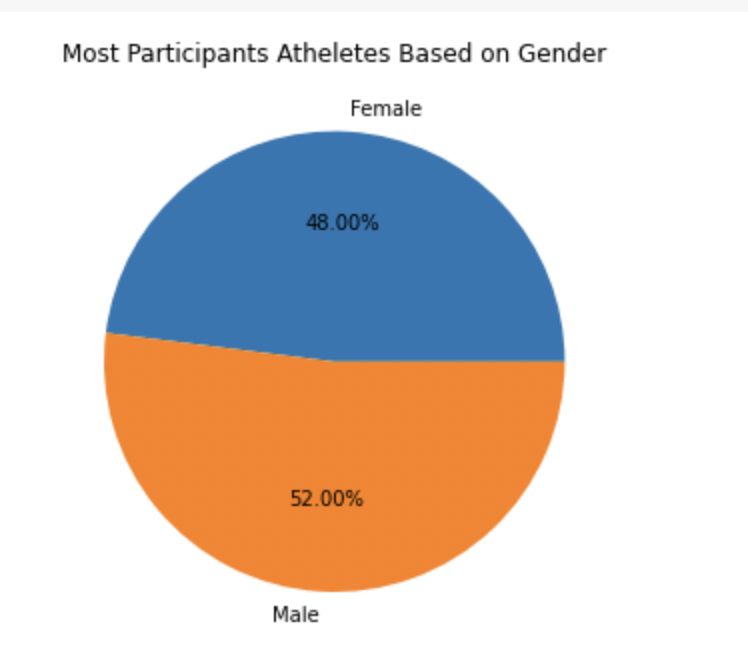 Most Participants Atheletes Based on Gender
Female
48.00%
52.00%
Male